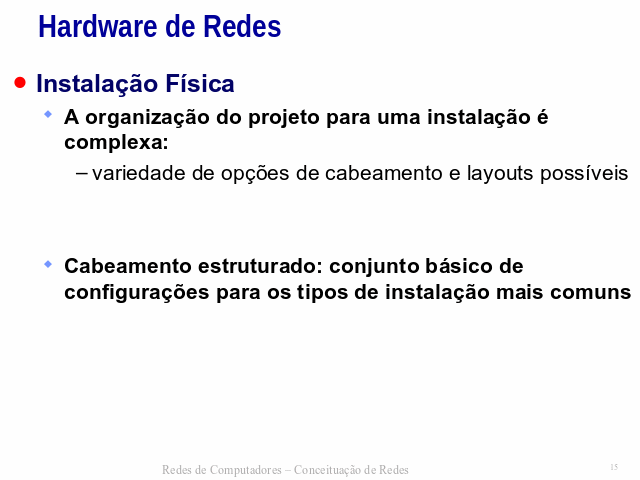 Hardware de Redes
Instalação Física
A organização do projeto para uma instalação é
complexa:
– variedade de opções de cabeamento e layouts possíveis
Cabeamento estruturado: conjunto básico de
configurações para os tipos de instalação mais comuns
Redes de Computadores – Conceituação de Redes
15